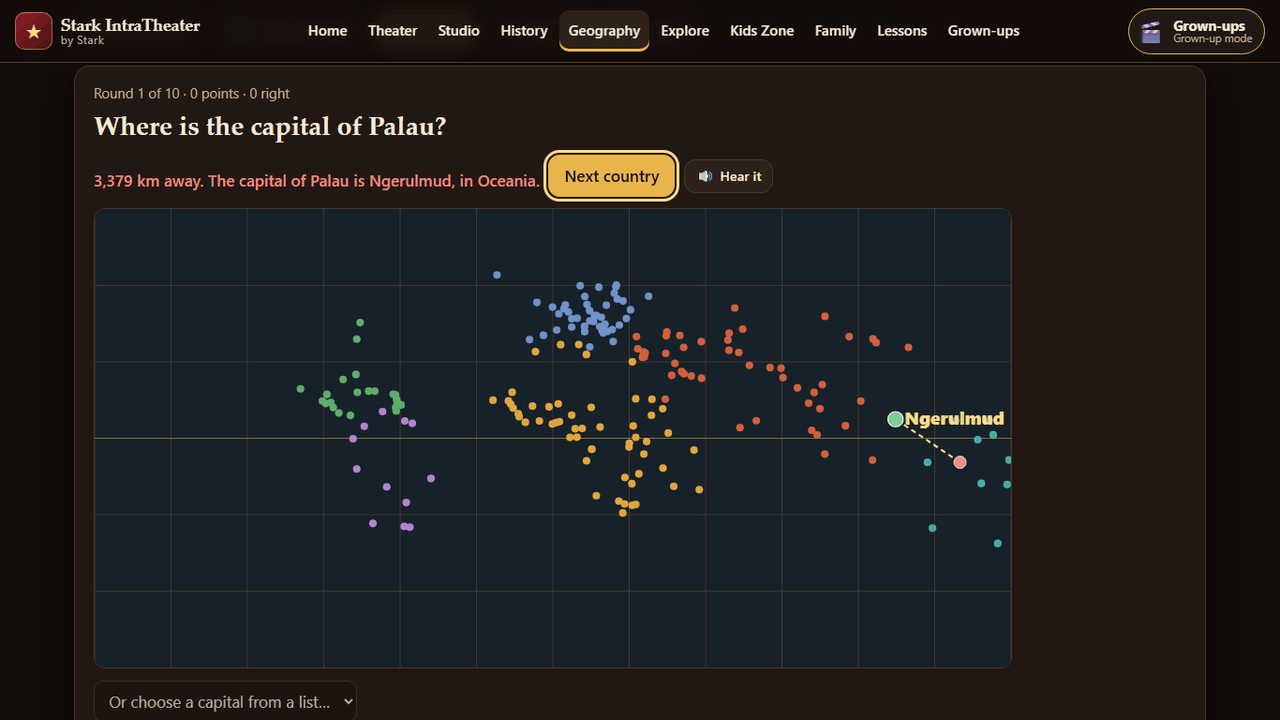 Stark IntraTheater
by Stark
Home
Theater
Studio
History
Geography
Explore
Kids Zone
Family
Lessons
Grown-ups
Grown-ups
Grown-up mode
Round 1 of 10 · 0 points · 0 right
Where is the capital of Palau?
3,379 km away. The capital of Palau is Ngerulmud, in Oceania.
Next country
Hear it
Ngerulmud
Or choose a capital from a list...